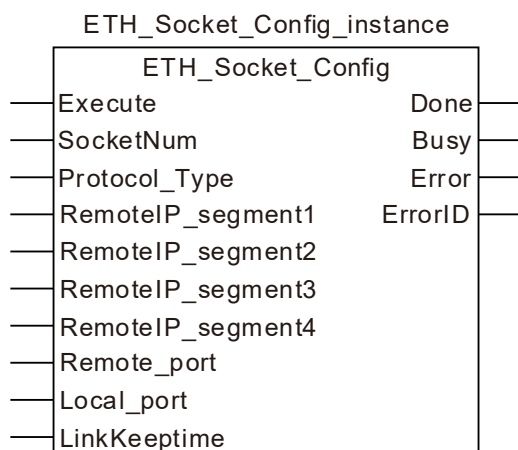 ETH_Socket_Config_instance
ETH_Socket_Config
Execute Done
SocketNum Busy
Protocol_Type Error
RemoteIP_segment1 ErrorID
RemoteIP_segment2
RemoteIP_segment3
RemoteIP_segment4
Remote_port
Local_port
LinkKeeptime